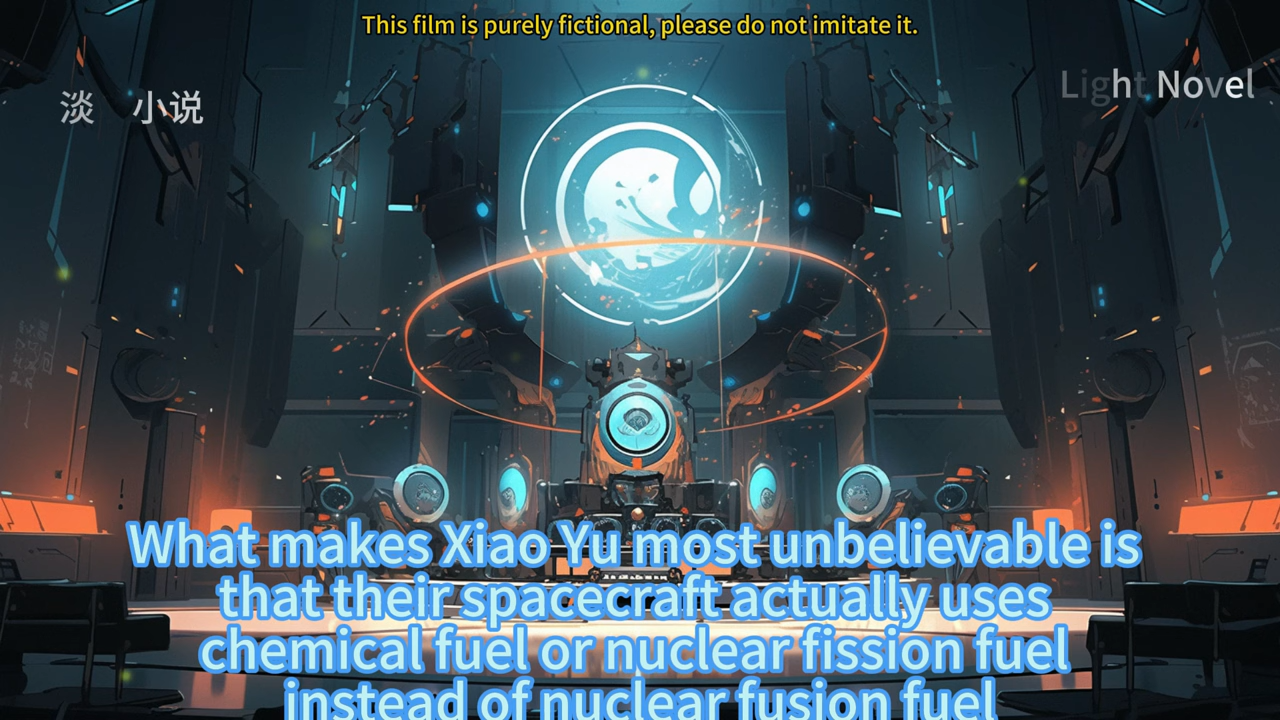 This film is purely fictional, please do not imitate it.
Light Novel
淡 小说
What makes Xiao Yu most unbelievable is
that their spacecraft actually uses
chemical fuel or nuclear fission fuel
instead of nuclear fusion fuel